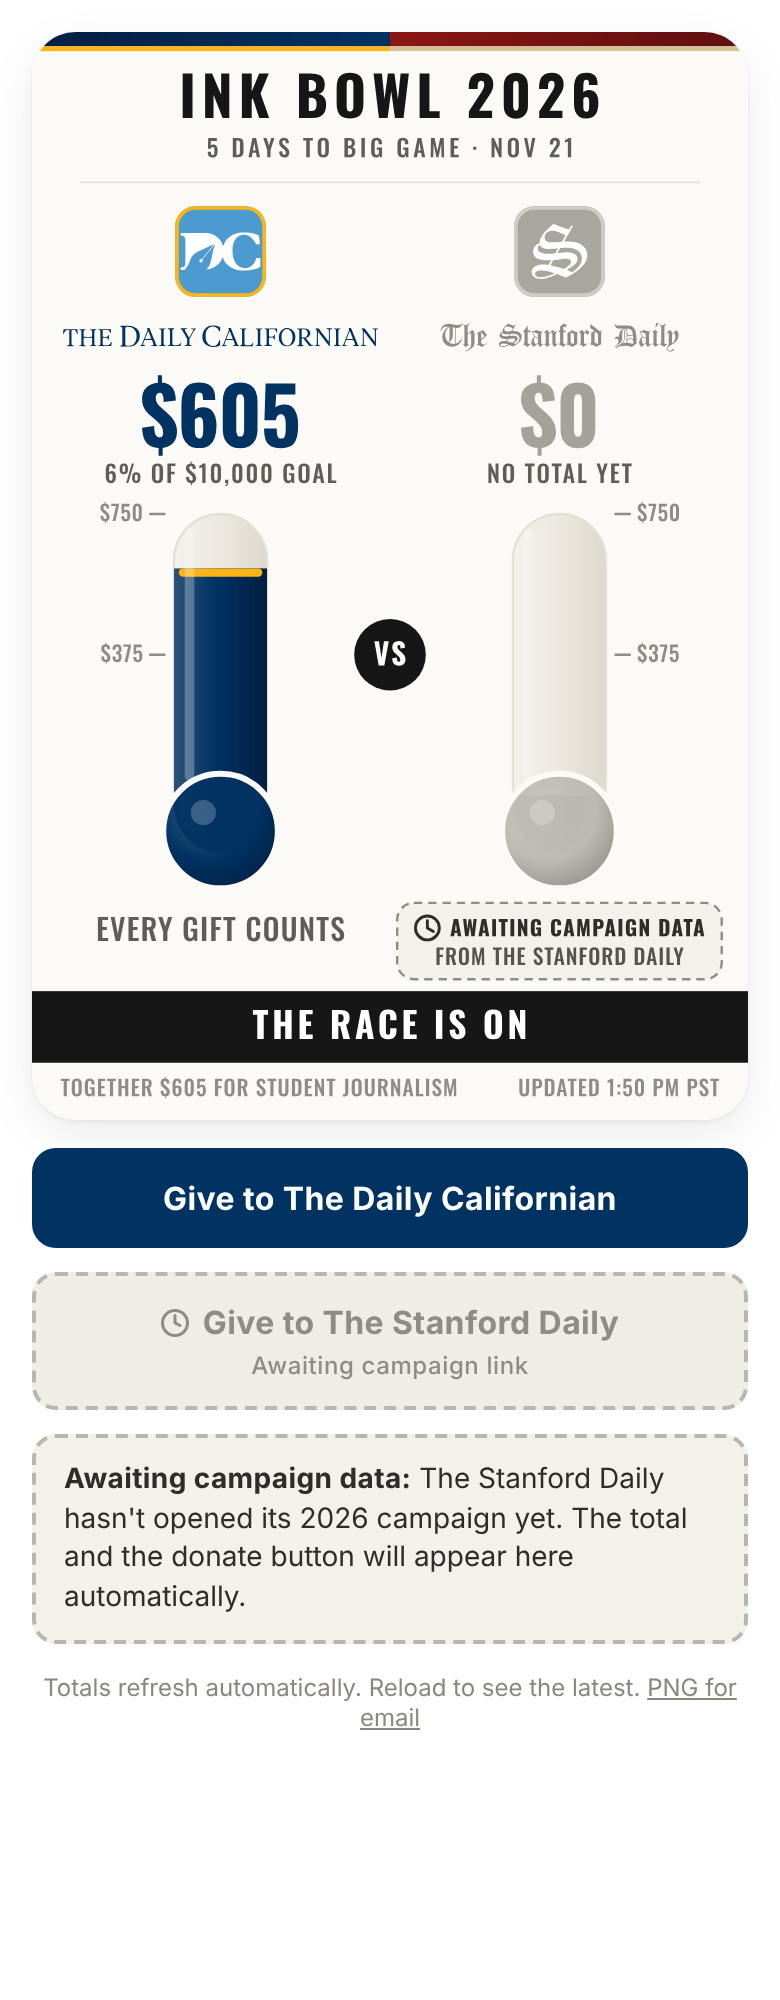 INK BOWL 2026
5 DAYS TO BIG GAME · NOV 21
DC
S
THE DAILY CALIFORNIAN
The Stanford Daily
$605
$0
6% OF $10,000 GOAL
NO TOTAL YET
$750
$750
$375
VS
$375
EVERY GIFT COUNTS
AWAITING CAMPAIGN DATA
FROM THE STANFORD DAILY
THE RACE IS ON
TOGETHER $605 FOR STUDENT JOURNALISM
UPDATED 1:50 PM PST
Give to The Daily Californian
Give to The Stanford Daily
Awaiting campaign link
Awaiting campaign data: The Stanford Daily
hasn't opened its 2026 campaign yet. The total
and the donate button will appear here
automatically.
Totals refresh automatically. Reload to see the latest. PNG for
email